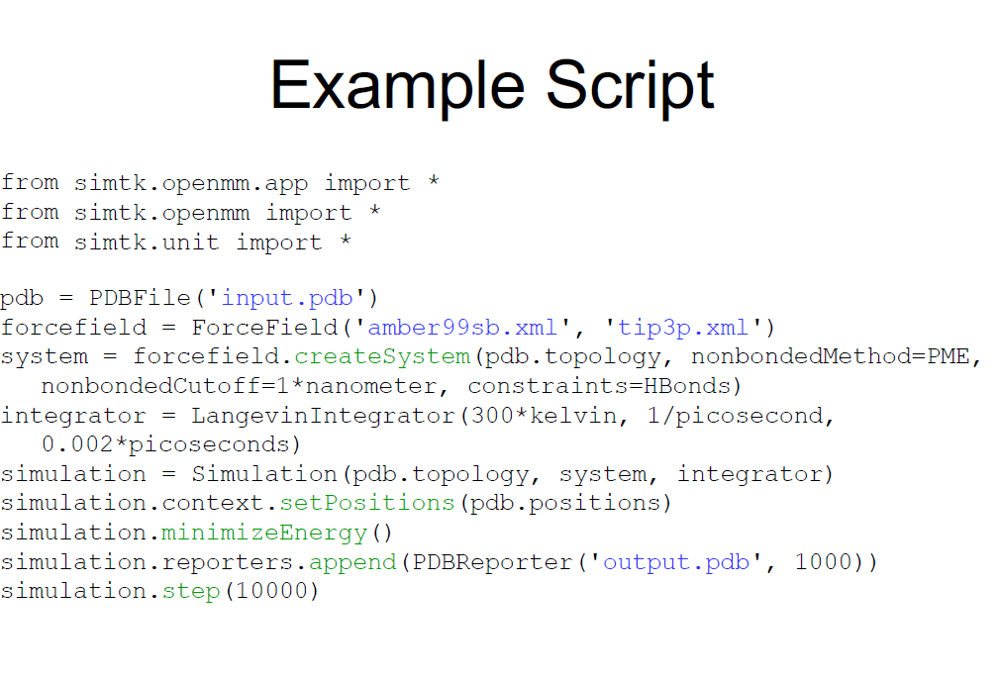 Example Script
from simtk.openmm.app import *
from simtk.openmm import *
from simtk.unit import *
pdb = PDBFile('input.pdb')
forcefield = ForceField('amber99sb.xml', 'tip3p.xml')
system = forcefield.createSystem(pdb.topology, nonbondedMethod=PME,
nonbondedCutoff=1*nanometer, constraints=HBonds)
integrator = LangevinIntegrator(300*kelvin, 1/picosecond,
0.002*picoseconds)
simulation = Simulation(pdb.topology, system, integrator)
simulation.context.setPositions(pdb.positions)
simulation.minimizeEnergy()
simulation.reporters.append(PDBReporter('output.pdb', 1000))
simulation.step(10000)